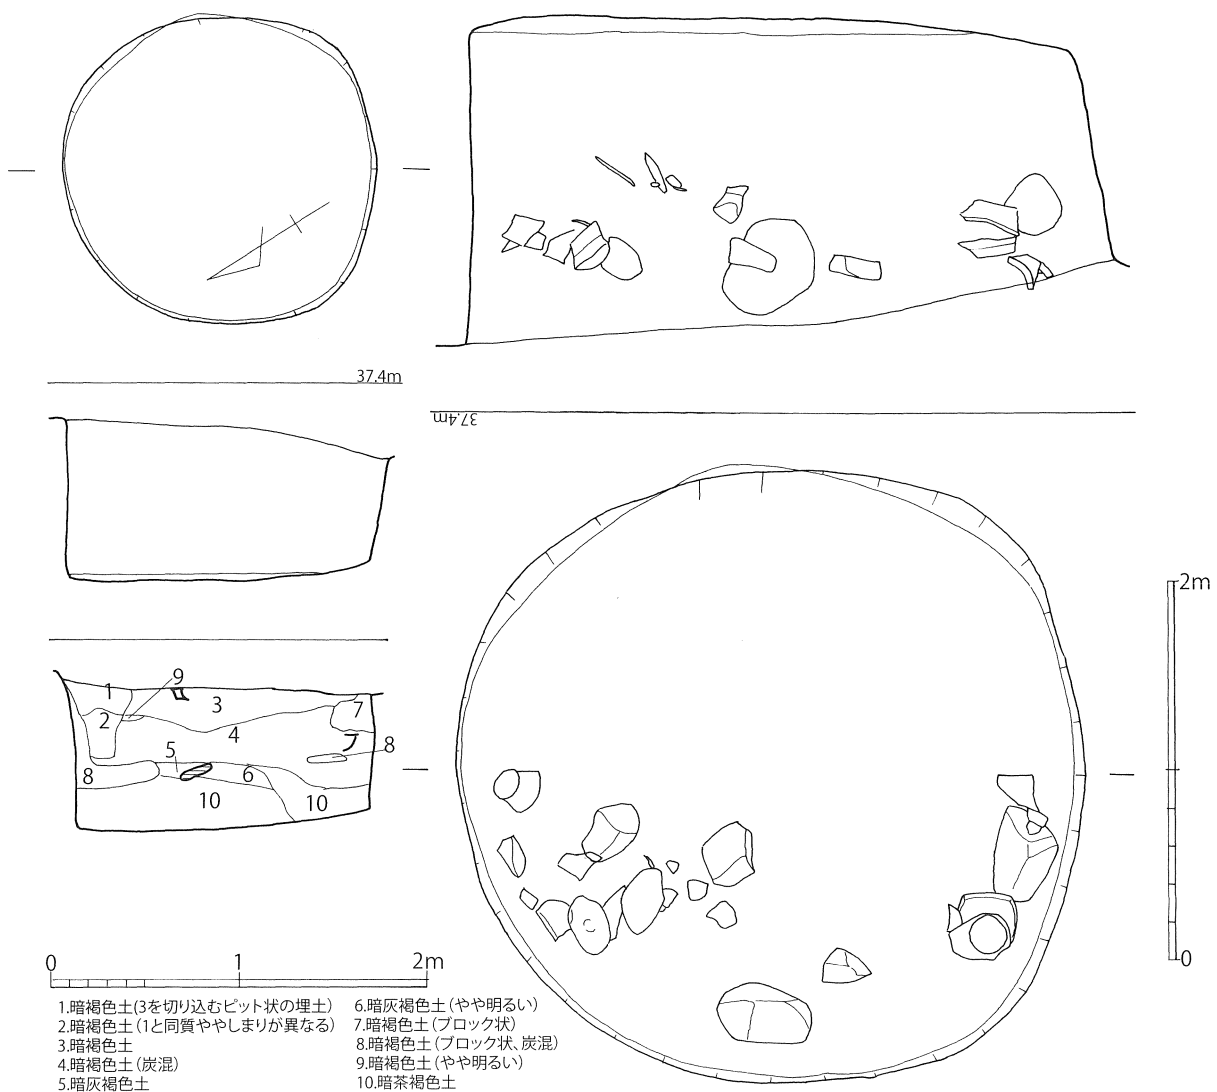 37.4m
37.4m
1
9
3
2
7
4
5
8
8
6
10
10
2m
0
0
1
2m
1.暗褐色土(3を切り込むピット状の埋土)
2.暗褐色土(1と同質ややしまりが異なる)
3.暗褐色土
4.暗褐色土(炭混)
5.暗灰褐色土
6.暗灰褐色土(やや明るい)
7.暗褐色土(ブロック状)
8.暗褐色土(ブロック状、炭混)
9.暗褐色土(やや明るい)
10.暗茶褐色土